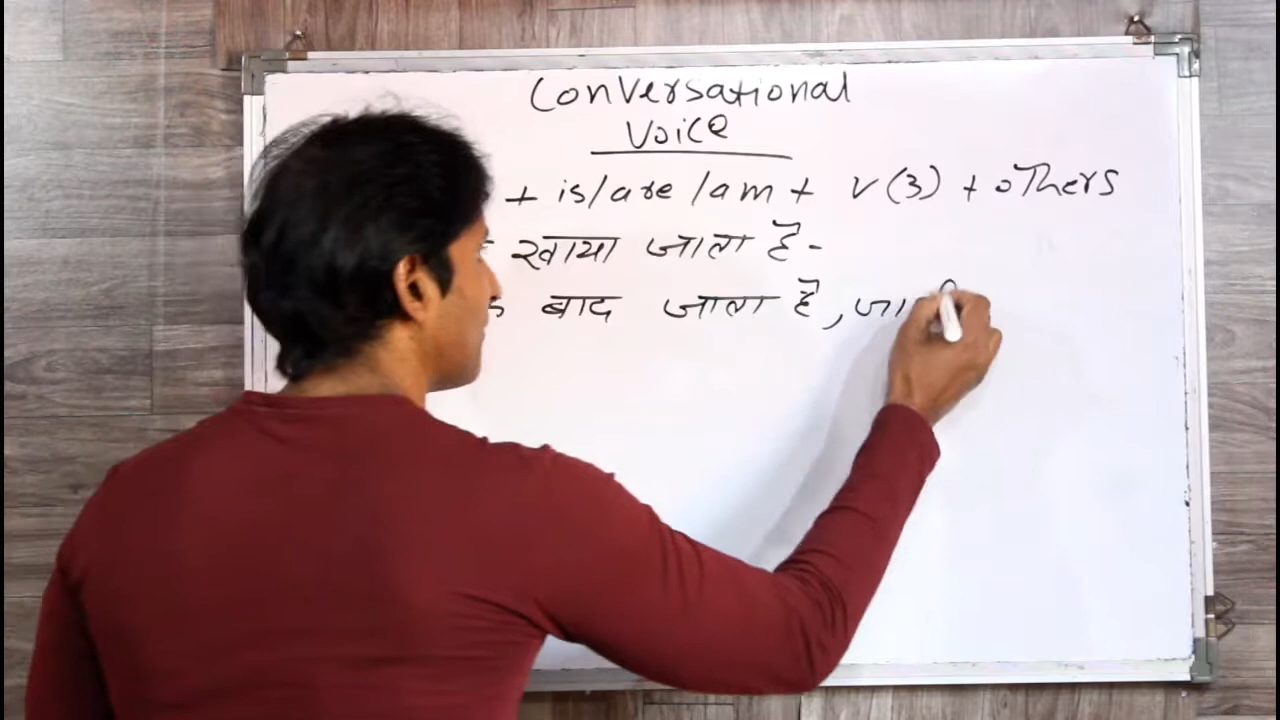 Conversational
Voice
+ is/are/am + v(3) + others
खाया जाता है-
बाद जाता है, जा